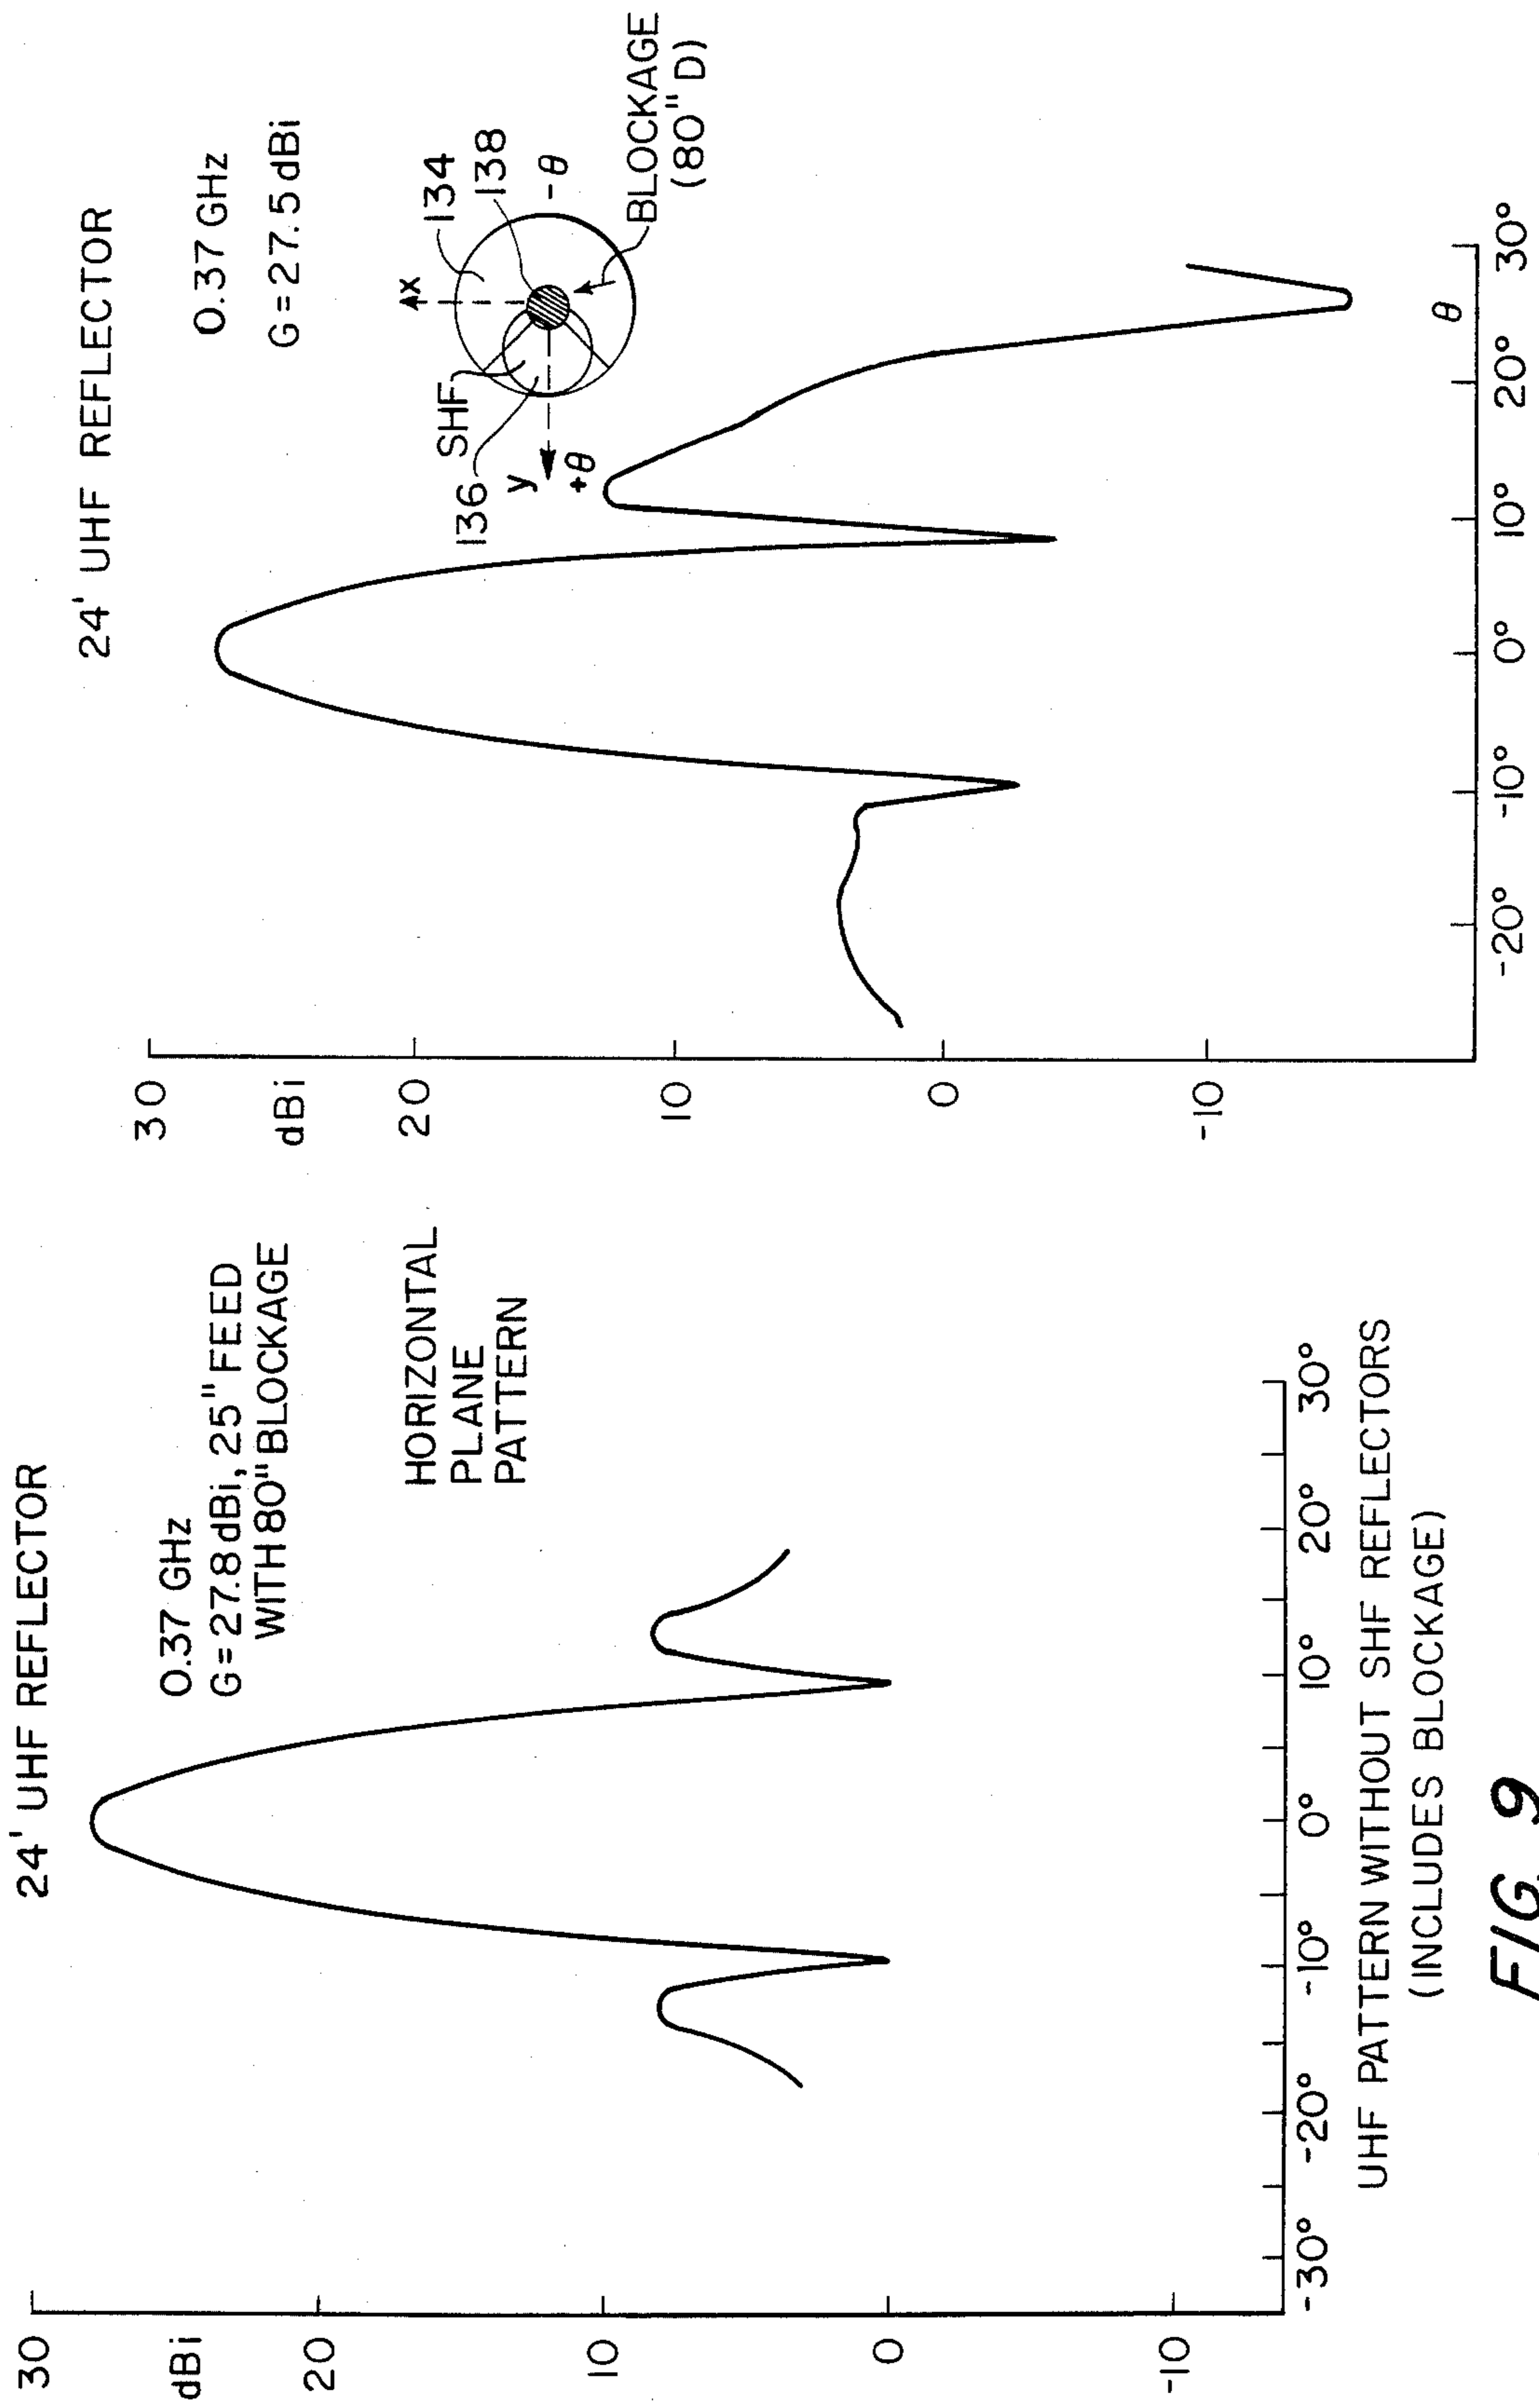 24' UHF REFLECTOR
0.37 GHz
G = 27.8 dBi, 25" FEED
WITH 80" BLOCKAGE
HORIZONTAL
PLANE
PATTERN
30
dBi
20
10
0
-10
-30° -20° -10° 0° 10° 20° 30°
UHF PATTERN WITHOUT SHF REFLECTORS
(INCLUDES BLOCKAGE)
FIG. 9
24' UHF REFLECTOR
0.37 GHz
G = 27.5 dBi
x
134
138
SHF
136
y
+θ
-θ
BLOCKAGE
(80" D)
30
dBi
20
10
0
-10
θ
-20° -10° 0° 10° 20° 30°